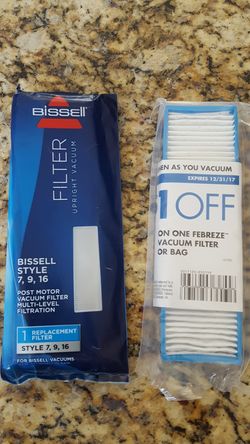 BISSELL
FILTER
UPRIGHT VACUUM
BISSELL
STYLE
7, 9, 16
POST MOTOR
VACUUM FILTER
MULTI-LEVEL
FILTRATION
1 REPLACEMENT
FILTER
STYLE 7, 9, 16
FOR BISSELL VACUUMS
EN AS YOU VACUUM
EXPIRES 12/31/17
1 OFF
ON ONE FEBREZE™
VACUUM FILTER
OR BAG